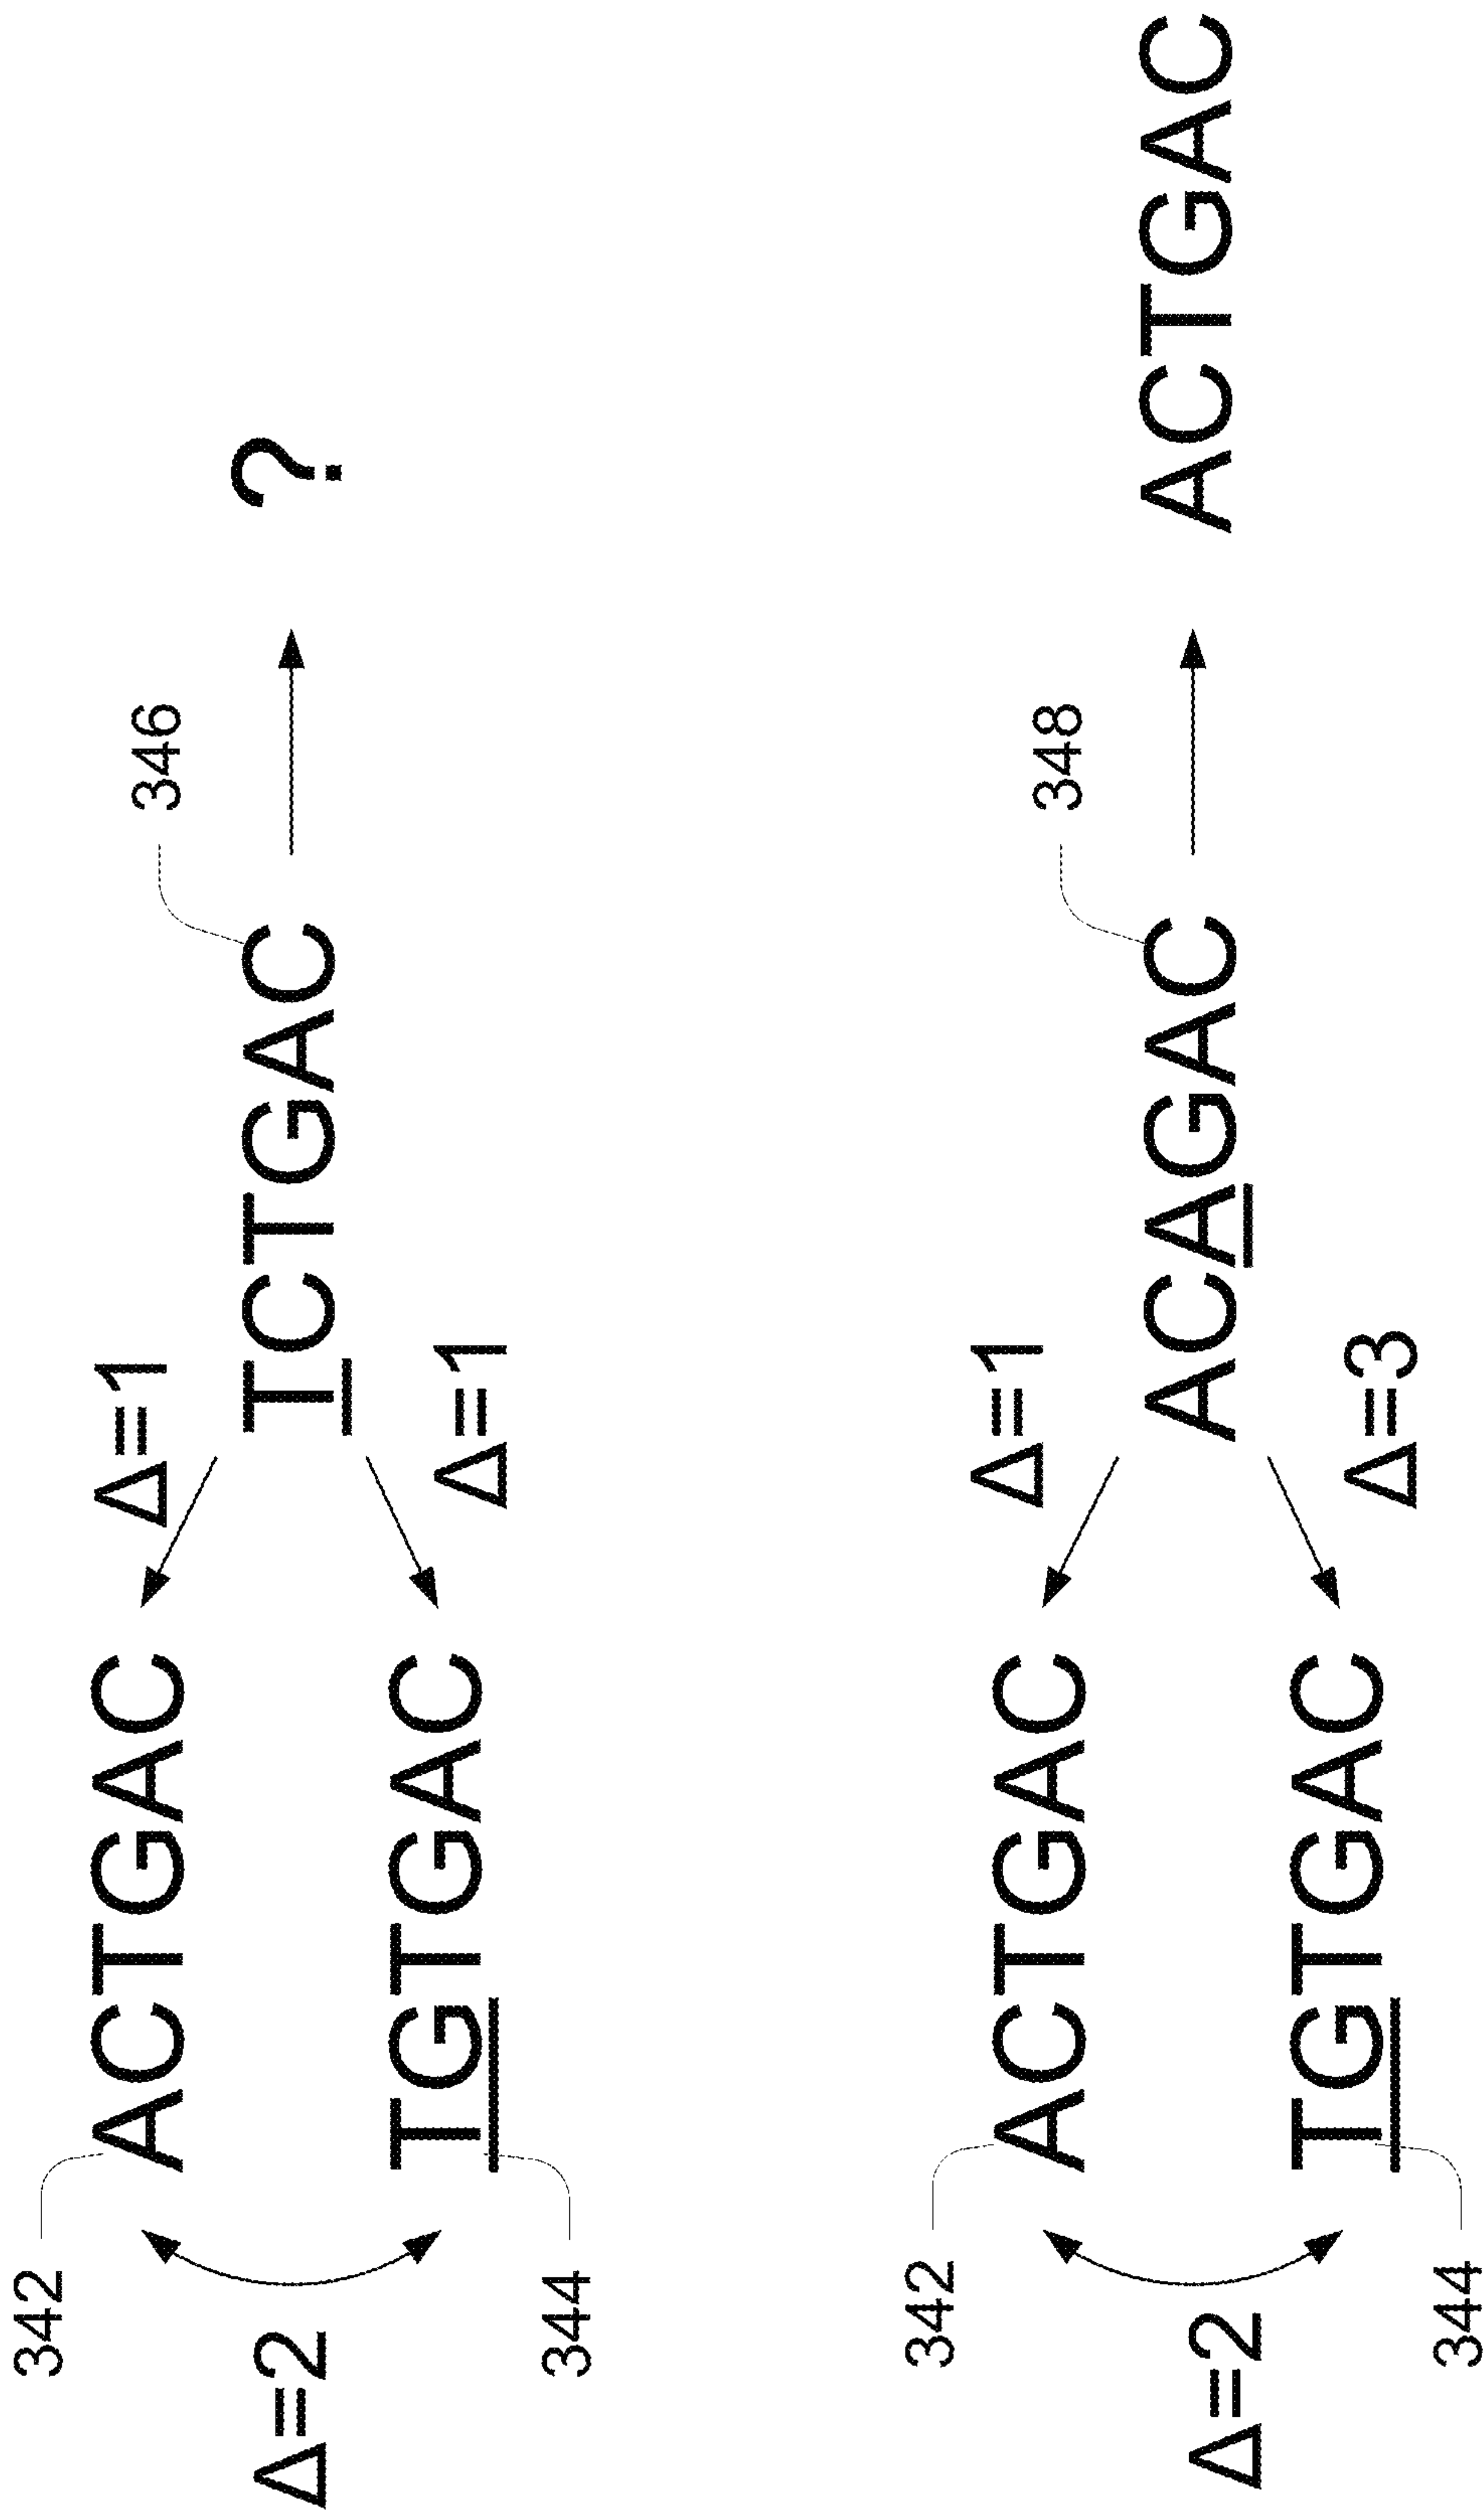 342
ACTGAC
Δ=1
346
Δ=2
TCTGAC
?
TGTGAC
Δ=1
344
342
ACTGAC
Δ=1
348
Δ=2
ACAGAC
ACTGAC
TGTGAC
Δ=3
344